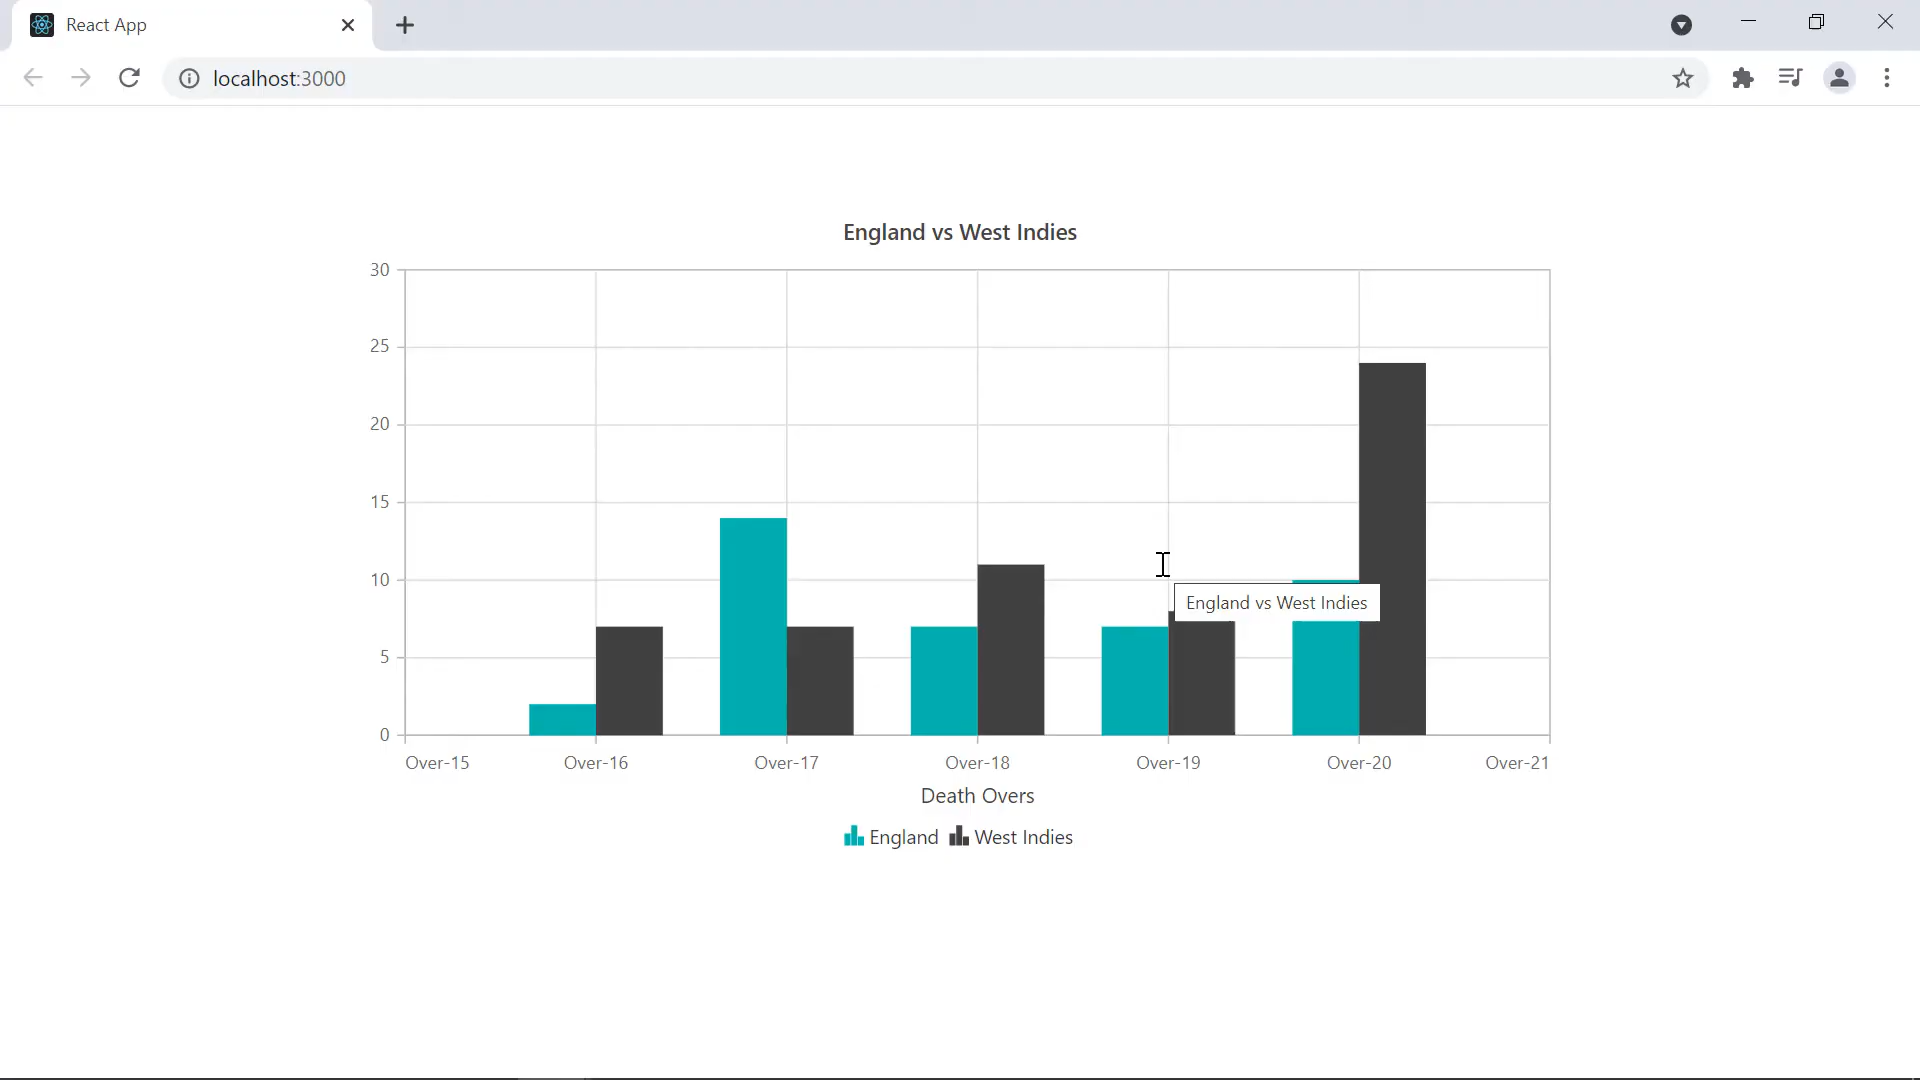 React App
localhost:3000
England vs West Indies
30
25
20
15
10
England vs West Indies
5
0
Over-15 Over-16 Over-17 Over-18 Over-19 Over-20 Over-21
Death Overs
England West Indies